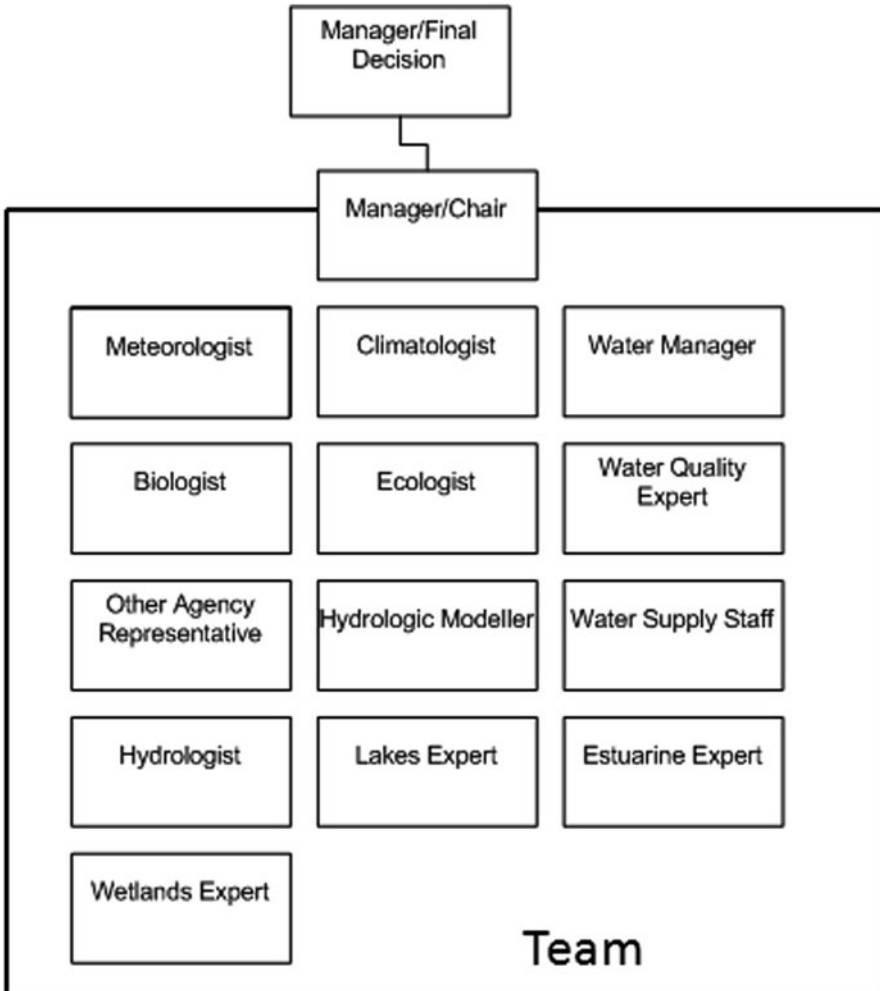 Manager/Final
Decision
Manager/Chair
Meteorologist
Climatologist
Water Manager
Biologist
Ecologist
Water Quality
Expert
Other Agency
Representative
Hydrologic Modeller
Water Supply Staff
Hydrologist
Lakes Expert
Estuarine Expert
Wetlands Expert
Team